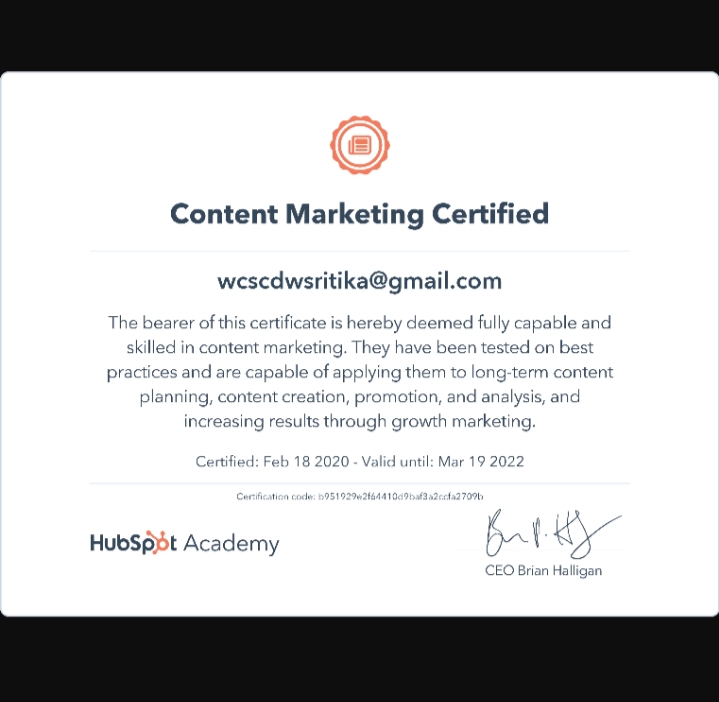 Content Marketing Certified
wcscdwsritika@gmail.com
The bearer of this certificate is hereby deemed fully capable and
skilled in content marketing. They have been tested on best
practices and are capable of applying them to long-term content
planning, content creation, promotion, and analysis, and
increasing results through growth marketing.
Certified: Feb 18 2020 - Valid until: Mar 19 2022
Certification code: b951929e2f64410d9baf3a2ccfa2709b
HubSpot Academy
CEO Brian Halligan